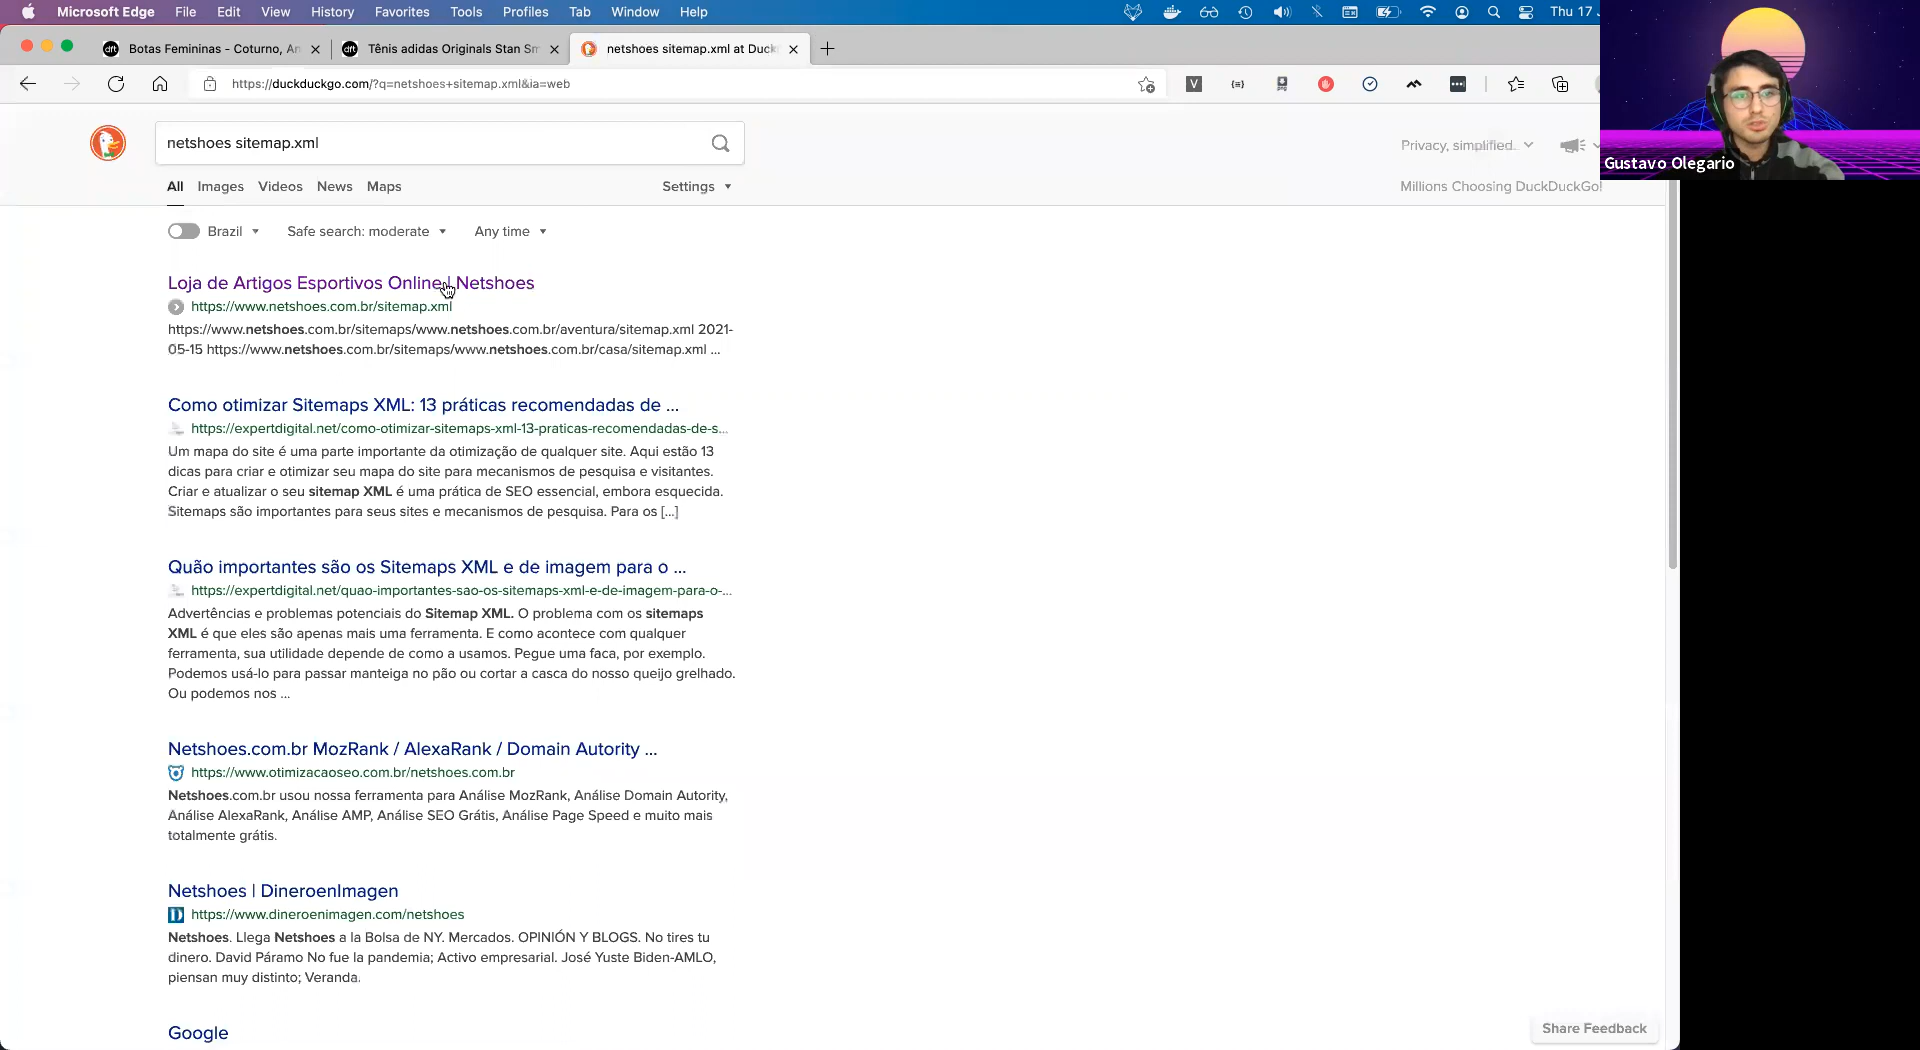 Microsoft Edge File Edit View History Favorites Tools Profiles Tab Window Help Thu 17
Botas Femininas - Coturno, An
Tênis adidas Originals Stan Sm
netshoes sitemap.xml at Duck
https://duckduckgo.com/?q=netshoes+sitemap.xml&ia=web
Gustavo Olegario
netshoes sitemap.xml
Privacy, simplified.
All Images Videos News Maps Settings
Millions Choosing DuckDuckGo!
Brazil Safe search: moderate Any time
Loja de Artigos Esportivos Online | Netshoes
https://www.netshoes.com.br/sitemap.xml
https://www.netshoes.com.br/sitemaps/www.netshoes.com.br/aventura/sitemap.xml 2021-
05-15 https://www.netshoes.com.br/sitemaps/www.netshoes.com.br/casa/sitemap.xml ...
Como otimizar Sitemaps XML: 13 práticas recomendadas de ...
https://expertdigital.net/como-otimizar-sitemaps-xml-13-praticas-recomendadas-de-s...
Um mapa do site é uma parte importante da otimização de qualquer site. Aqui estão 13
dicas para criar e otimizar seu mapa do site para mecanismos de pesquisa e visitantes.
Criar e atualizar o seu sitemap XML é uma prática de SEO essencial, embora esquecida.
Sitemaps são importantes para seus sites e mecanismos de pesquisa. Para os [...]
Quão importantes são os Sitemaps XML e de imagem para o ...
https://expertdigital.net/quao-importantes-sao-os-sitemaps-xml-e-de-imagem-para-o-...
Advertências e problemas potenciais do Sitemap XML. O problema com os sitemaps
XML é que eles são apenas mais uma ferramenta. E como acontece com qualquer
ferramenta, sua utilidade depende de como a usamos. Pegue uma faca, por exemplo.
Podemos usá-lo para passar manteiga no pão ou cortar a casca do nosso queijo grelhado.
Ou podemos nos ...
Netshoes.com.br MozRank / AlexaRank / Domain Autority ...
https://www.otimizacaoseo.com.br/netshoes.com.br
Netshoes.com.br usou nossa ferramenta para Análise MozRank, Análise Domain Autority,
Análise AlexaRank, Análise AMP, Análise SEO Grátis, Análise Page Speed e muito mais
totalmente grátis.
Netshoes | DineroenImagen
https://www.dineroenimagen.com/netshoes
Netshoes. Llega Netshoes a la Bolsa de NY. Mercados. OPINIÓN Y BLOGS. No tires tu
dinero. David Páramo No fue la pandemia; Activo empresarial. José Yuste Biden-AMLO,
piensan muy distinto; Veranda.
Google
Share Feedback